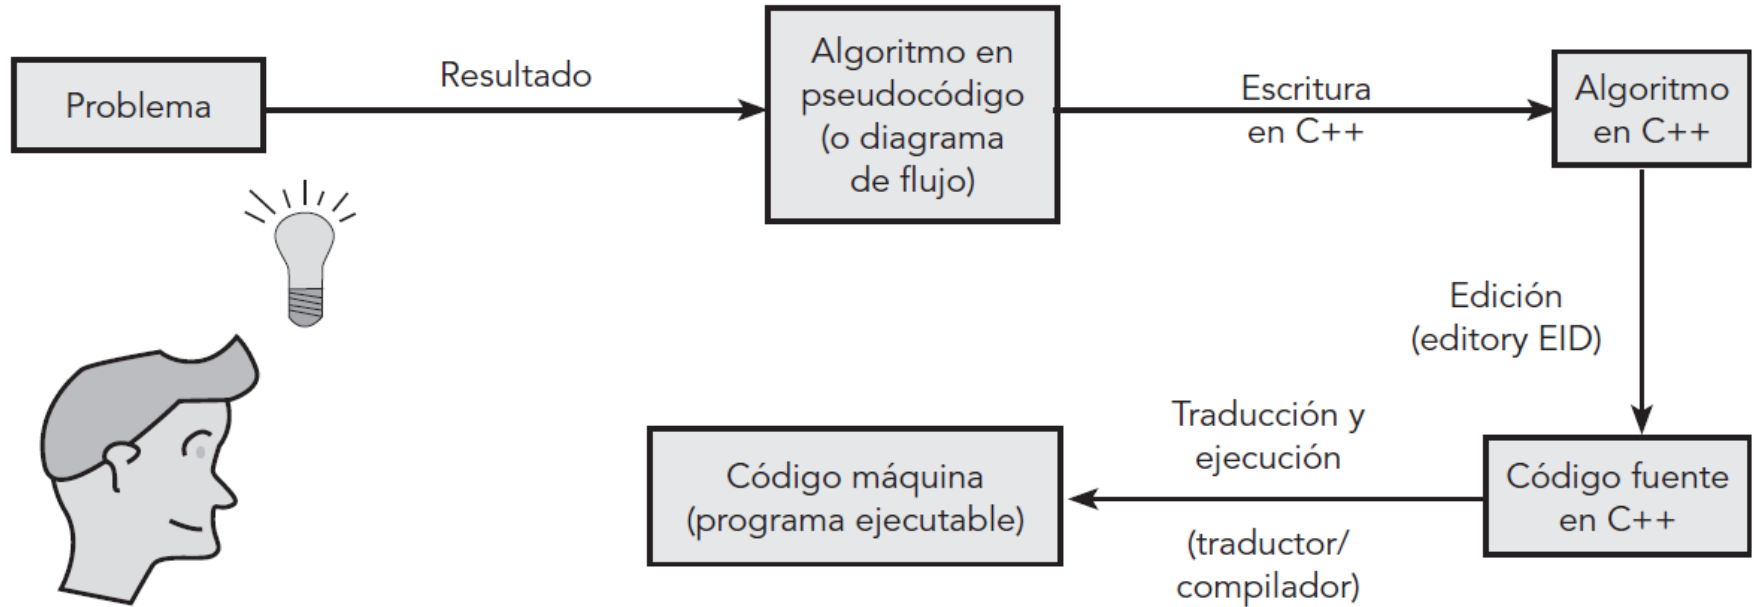 Problema
Resultado
Algoritmo en
pseudocódigo
(o diagrama
de flujo)
Escritura
en C++
Algoritmo
en C++
Edición
(editory EID)
Código fuente
en C++
Traducción y
ejecución
(traductor/
compilador)
Código máquina
(programa ejecutable)